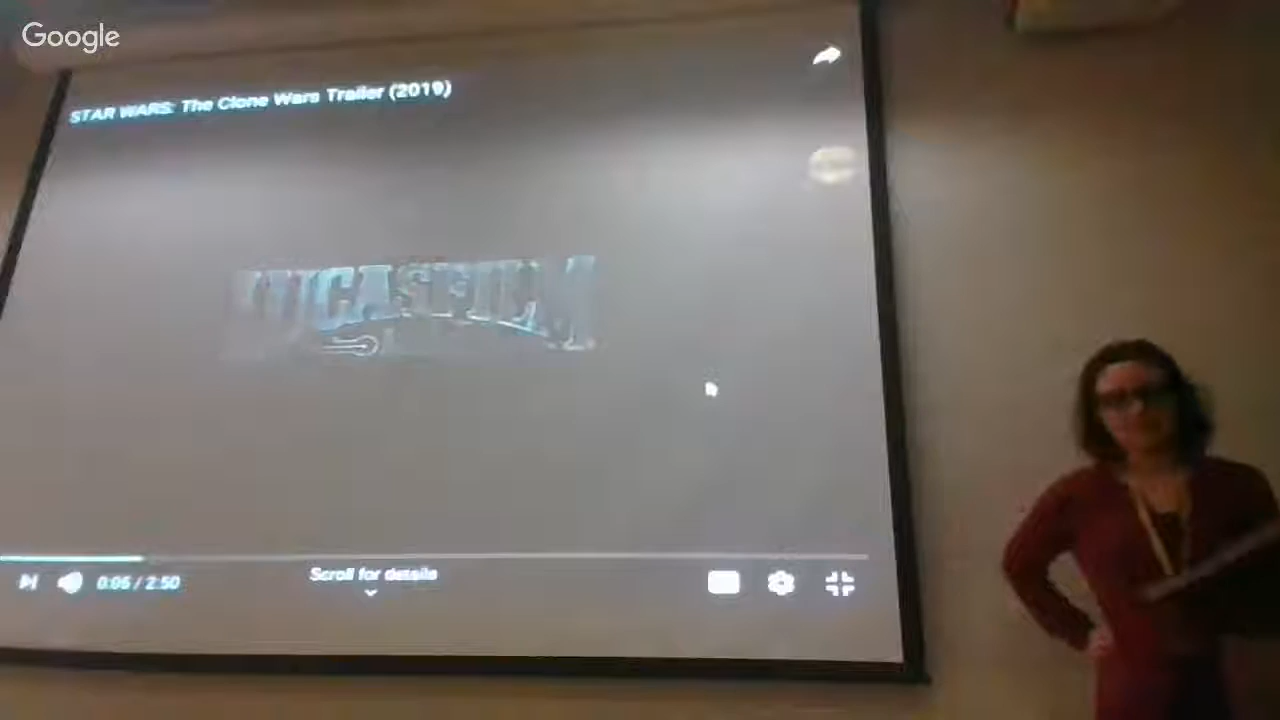 Google
STAR WARS: The Clone Wars Trailer (2019)
LUCASFILM
0:06 / 2:50
Scroll for details